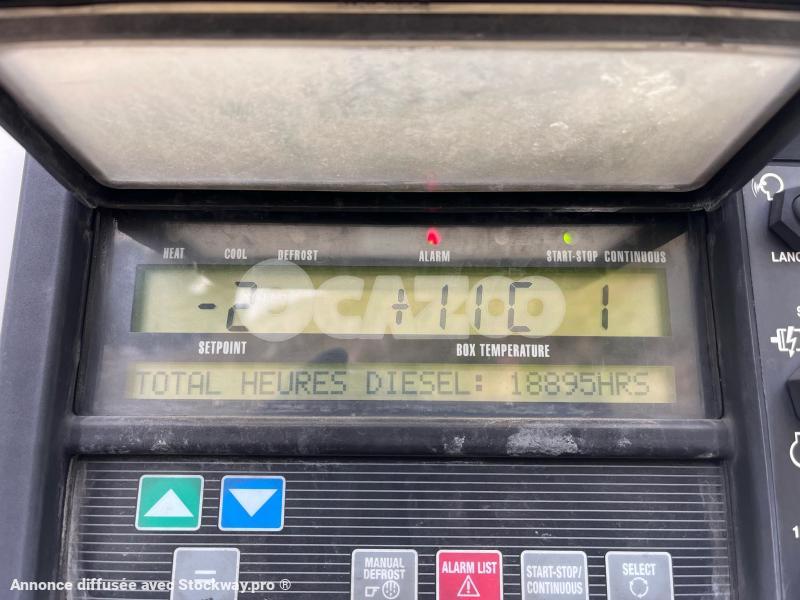 HEAT COOL DEFROST ALARM START-STOP CONTINUOUS
-2 +11C 1
OCAZOO
SETPOINT BOX TEMPERATURE
TOTAL HEURES DIESEL: 18895HRS
MANUAL DEFROST
ALARM LIST
START-STOP/ CONTINUOUS
SELECT
Annonce diffusée avec Stockway.pro ®